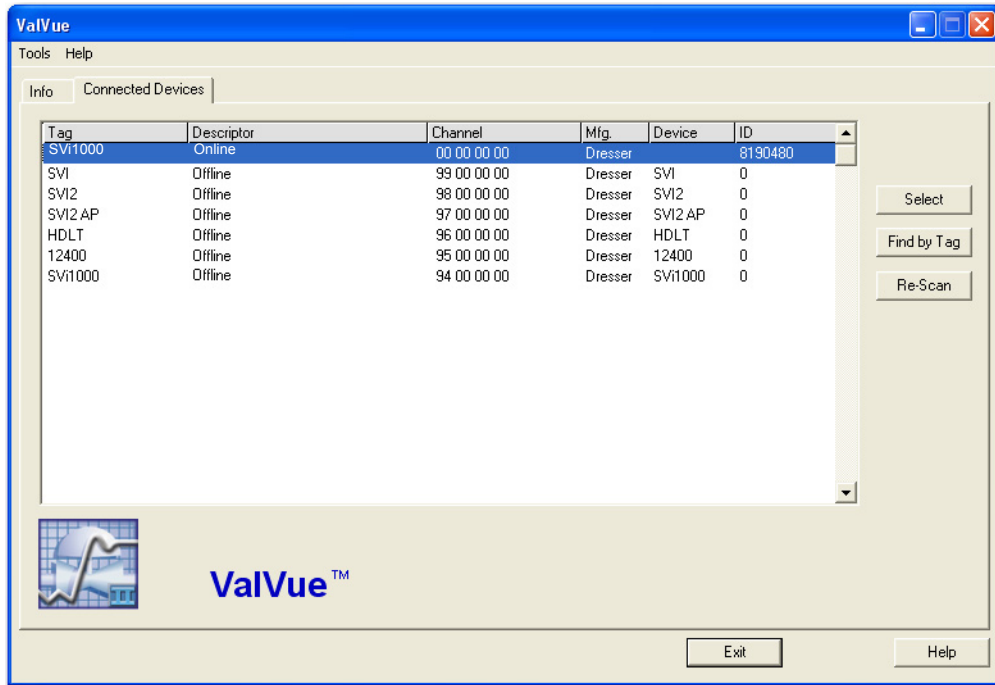 ValVue
Tools Help
Info Connected Devices
Tag Descriptor Channel Mfg. Device ID
SVi1000 Online 00 00 00 00 Dresser 8190480
SVI Offline 99 00 00 00 Dresser SVI 0
SVI2 Offline 98 00 00 00 Dresser SVI2 0
SVI2 AP Offline 97 00 00 00 Dresser SVI2 AP 0
HDLT Offline 96 00 00 00 Dresser HDLT 0
12400 Offline 95 00 00 00 Dresser 12400 0
SVi1000 Offline 94 00 00 00 Dresser SVi1000 0
Select
Find by Tag
Re-Scan
III
ValVue™
Exit Help